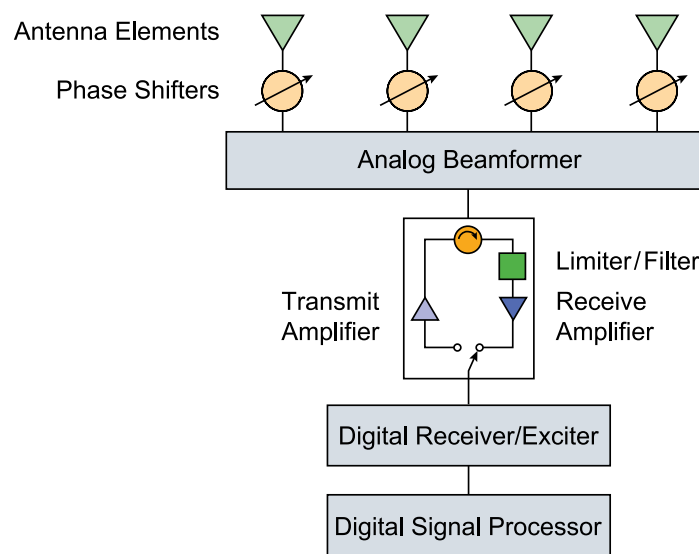 Antenna Elements
Phase Shifters
Analog Beamformer
Limiter/Filter
Transmit
Amplifier
Receive
Amplifier
Digital Receiver/Exciter
Digital Signal Processor